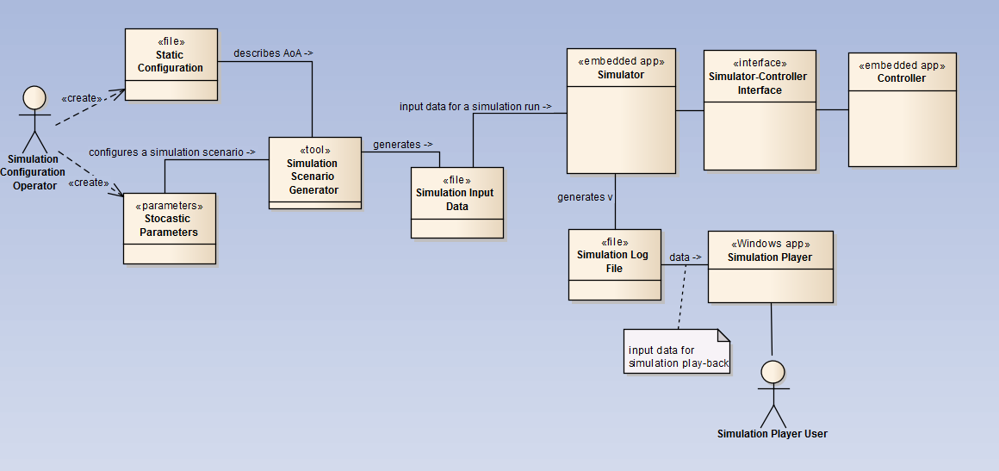 «file»
Static
Configuration
describes AoA ->
«create»
Simulation
Configuration
Operator
configures a simulation scenario ->
«create»
«parameters»
Stocastic
Parameters
«tool»
Simulation
Scenario
Generator
generates ->
«file»
Simulation Input
Data
input data for a simulation run ->
«embedded app»
Simulator
«interface»
Simulator-Controller
Interface
«embedded app»
Controller
generates v
«file»
Simulation Log
File
data ->
«Windows app»
Simulation Player
input data for
simulation play-back
Simulation Player User